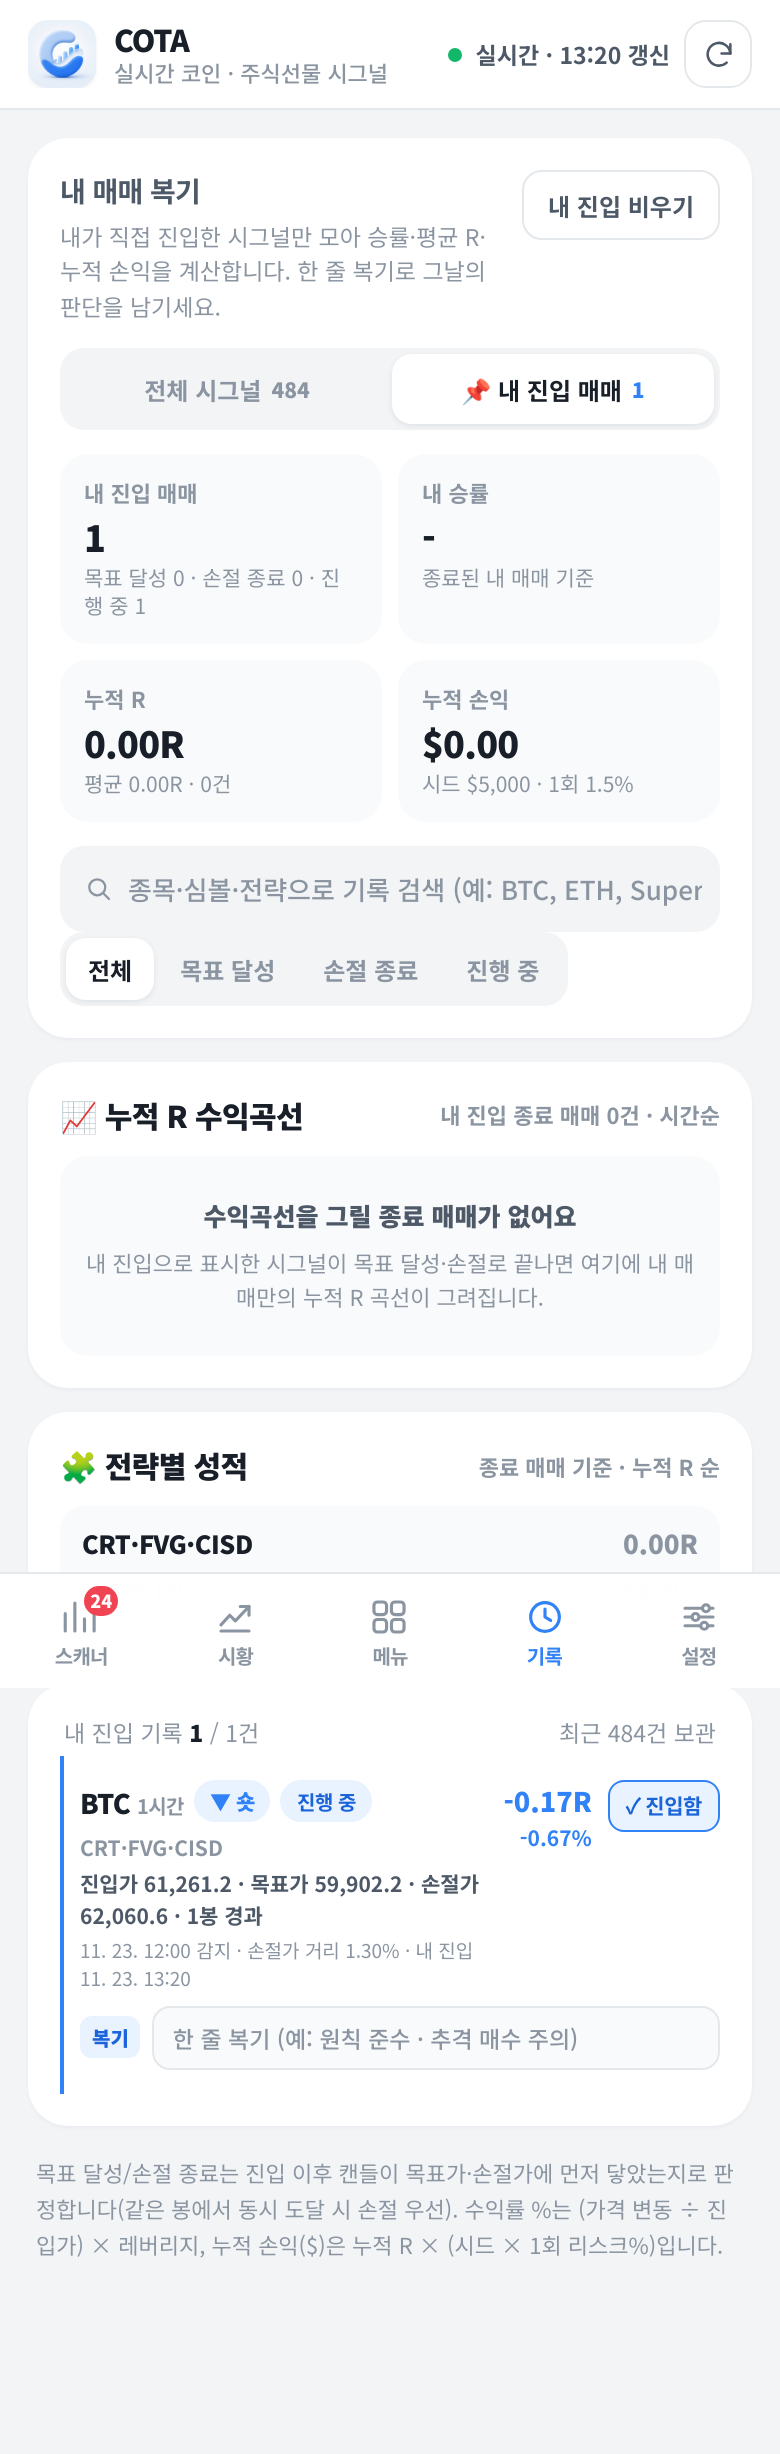 COTA
실시간 코인 · 주식선물 시그널
실시간 · 13:20 갱신
내 매매 복기
내 진입 비우기
내가 직접 진입한 시그널만 모아 승률·평균 R·
누적 손익을 계산합니다. 한 줄 복기로 그날의
판단을 남기세요.
전체 시그널 484
📌 내 진입 매매 1
내 진입 매매
1
목표 달성 0 · 손절 종료 0 · 진
행 중 1
내 승률
-
종료된 내 매매 기준
누적 R
0.00R
평균 0.00R · 0건
누적 손익
$0.00
시드 $5,000 · 1회 1.5%
종목·심볼·전략으로 기록 검색 (예: BTC, ETH, Super
전체
목표 달성
손절 종료
진행 중
📈 누적 R 수익곡선
내 진입 종료 매매 0건 · 시간순
수익곡선을 그릴 종료 매매가 없어요
내 진입으로 표시한 시그널이 목표 달성·손절로 끝나면 여기에 내 매
매만의 누적 R 곡선이 그려집니다.
🧩 전략별 성적
종료 매매 기준 · 누적 R 순
CRT·FVG·CISD
0.00R
24
스캐너
시황
메뉴
기록
설정
내 진입 기록 1 / 1건
최근 484건 보관
BTC 1시간 ▼ 숏 진행 중
-0.17R
✓ 진입함
-0.67%
CRT·FVG·CISD
진입가 61,261.2 · 목표가 59,902.2 · 손절가
62,060.6 · 1봉 경과
11. 23. 12:00 감지 · 손절가 거리 1.30% · 내 진입
11. 23. 13:20
복기
한 줄 복기 (예: 원칙 준수 · 추격 매수 주의)
목표 달성/손절 종료는 진입 이후 캔들이 목표가·손절가에 먼저 닿았는지로 판
정합니다(같은 봉에서 동시 도달 시 손절 우선). 수익률 %는 (가격 변동 ÷ 진
입가) × 레버리지, 누적 손익($)은 누적 R × (시드 × 1회 리스크%)입니다.